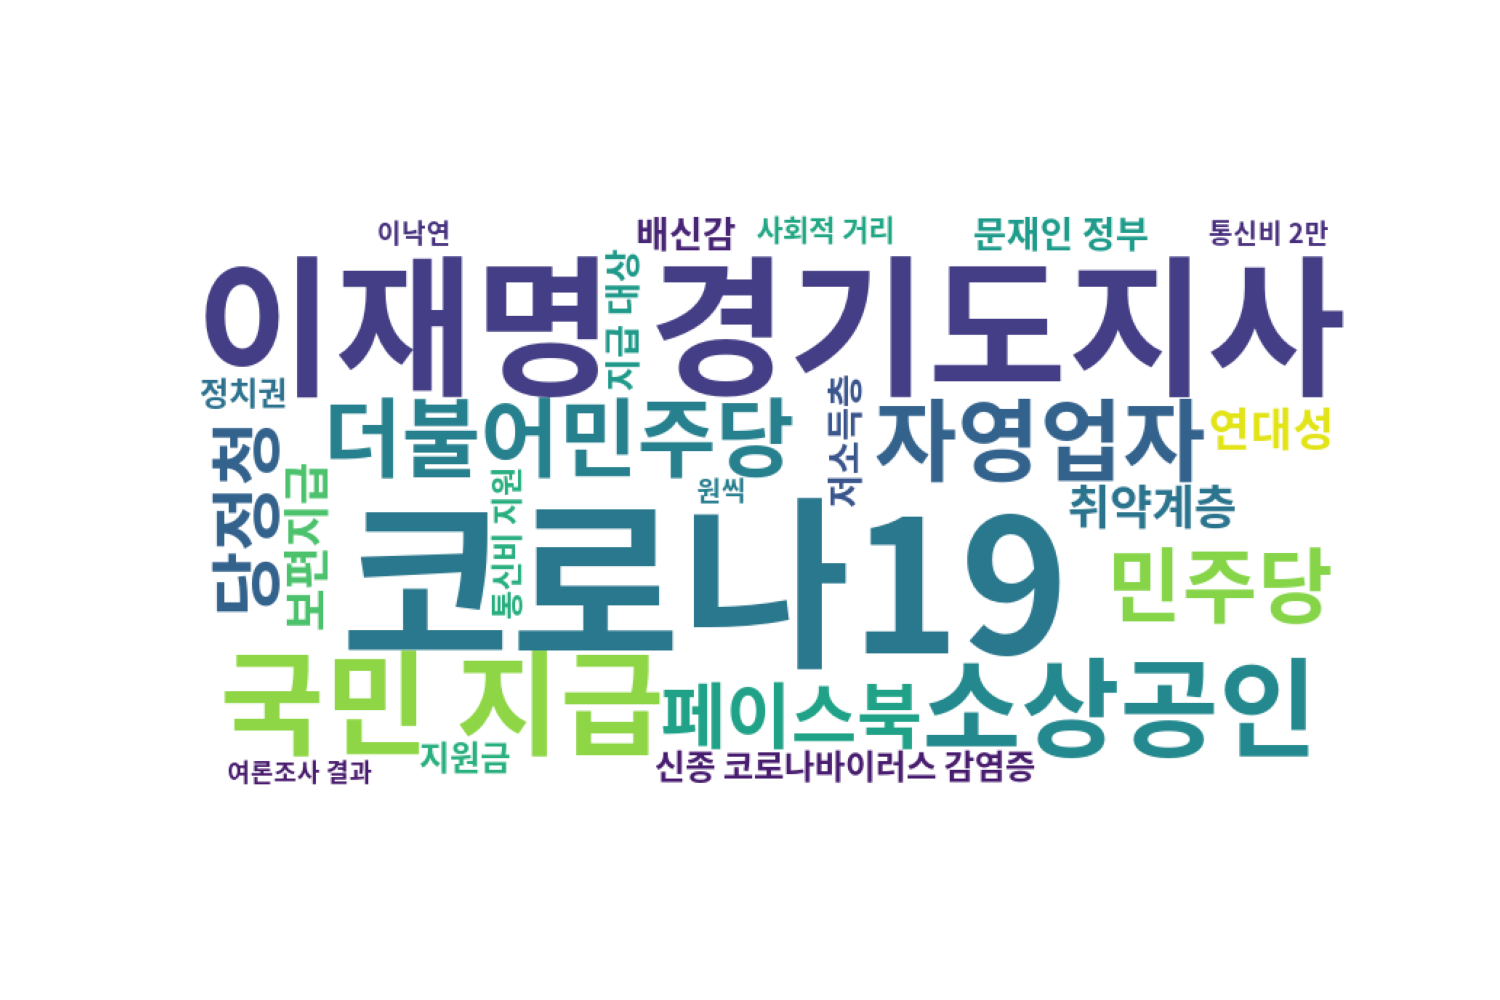 이낙연
배신감
사회적 거리
문재인 정부
통신비 2만
이재명 경기도지사
지급 대상
정치권
더불어민주당
저소득층
자영업자
연대성
당정청
보편지급
통신비 지원
원씩
취약계층
코로나19
민주당
국민 지급
페이스북
소상공인
지원금
신종 코로나바이러스 감염증
여론조사 결과